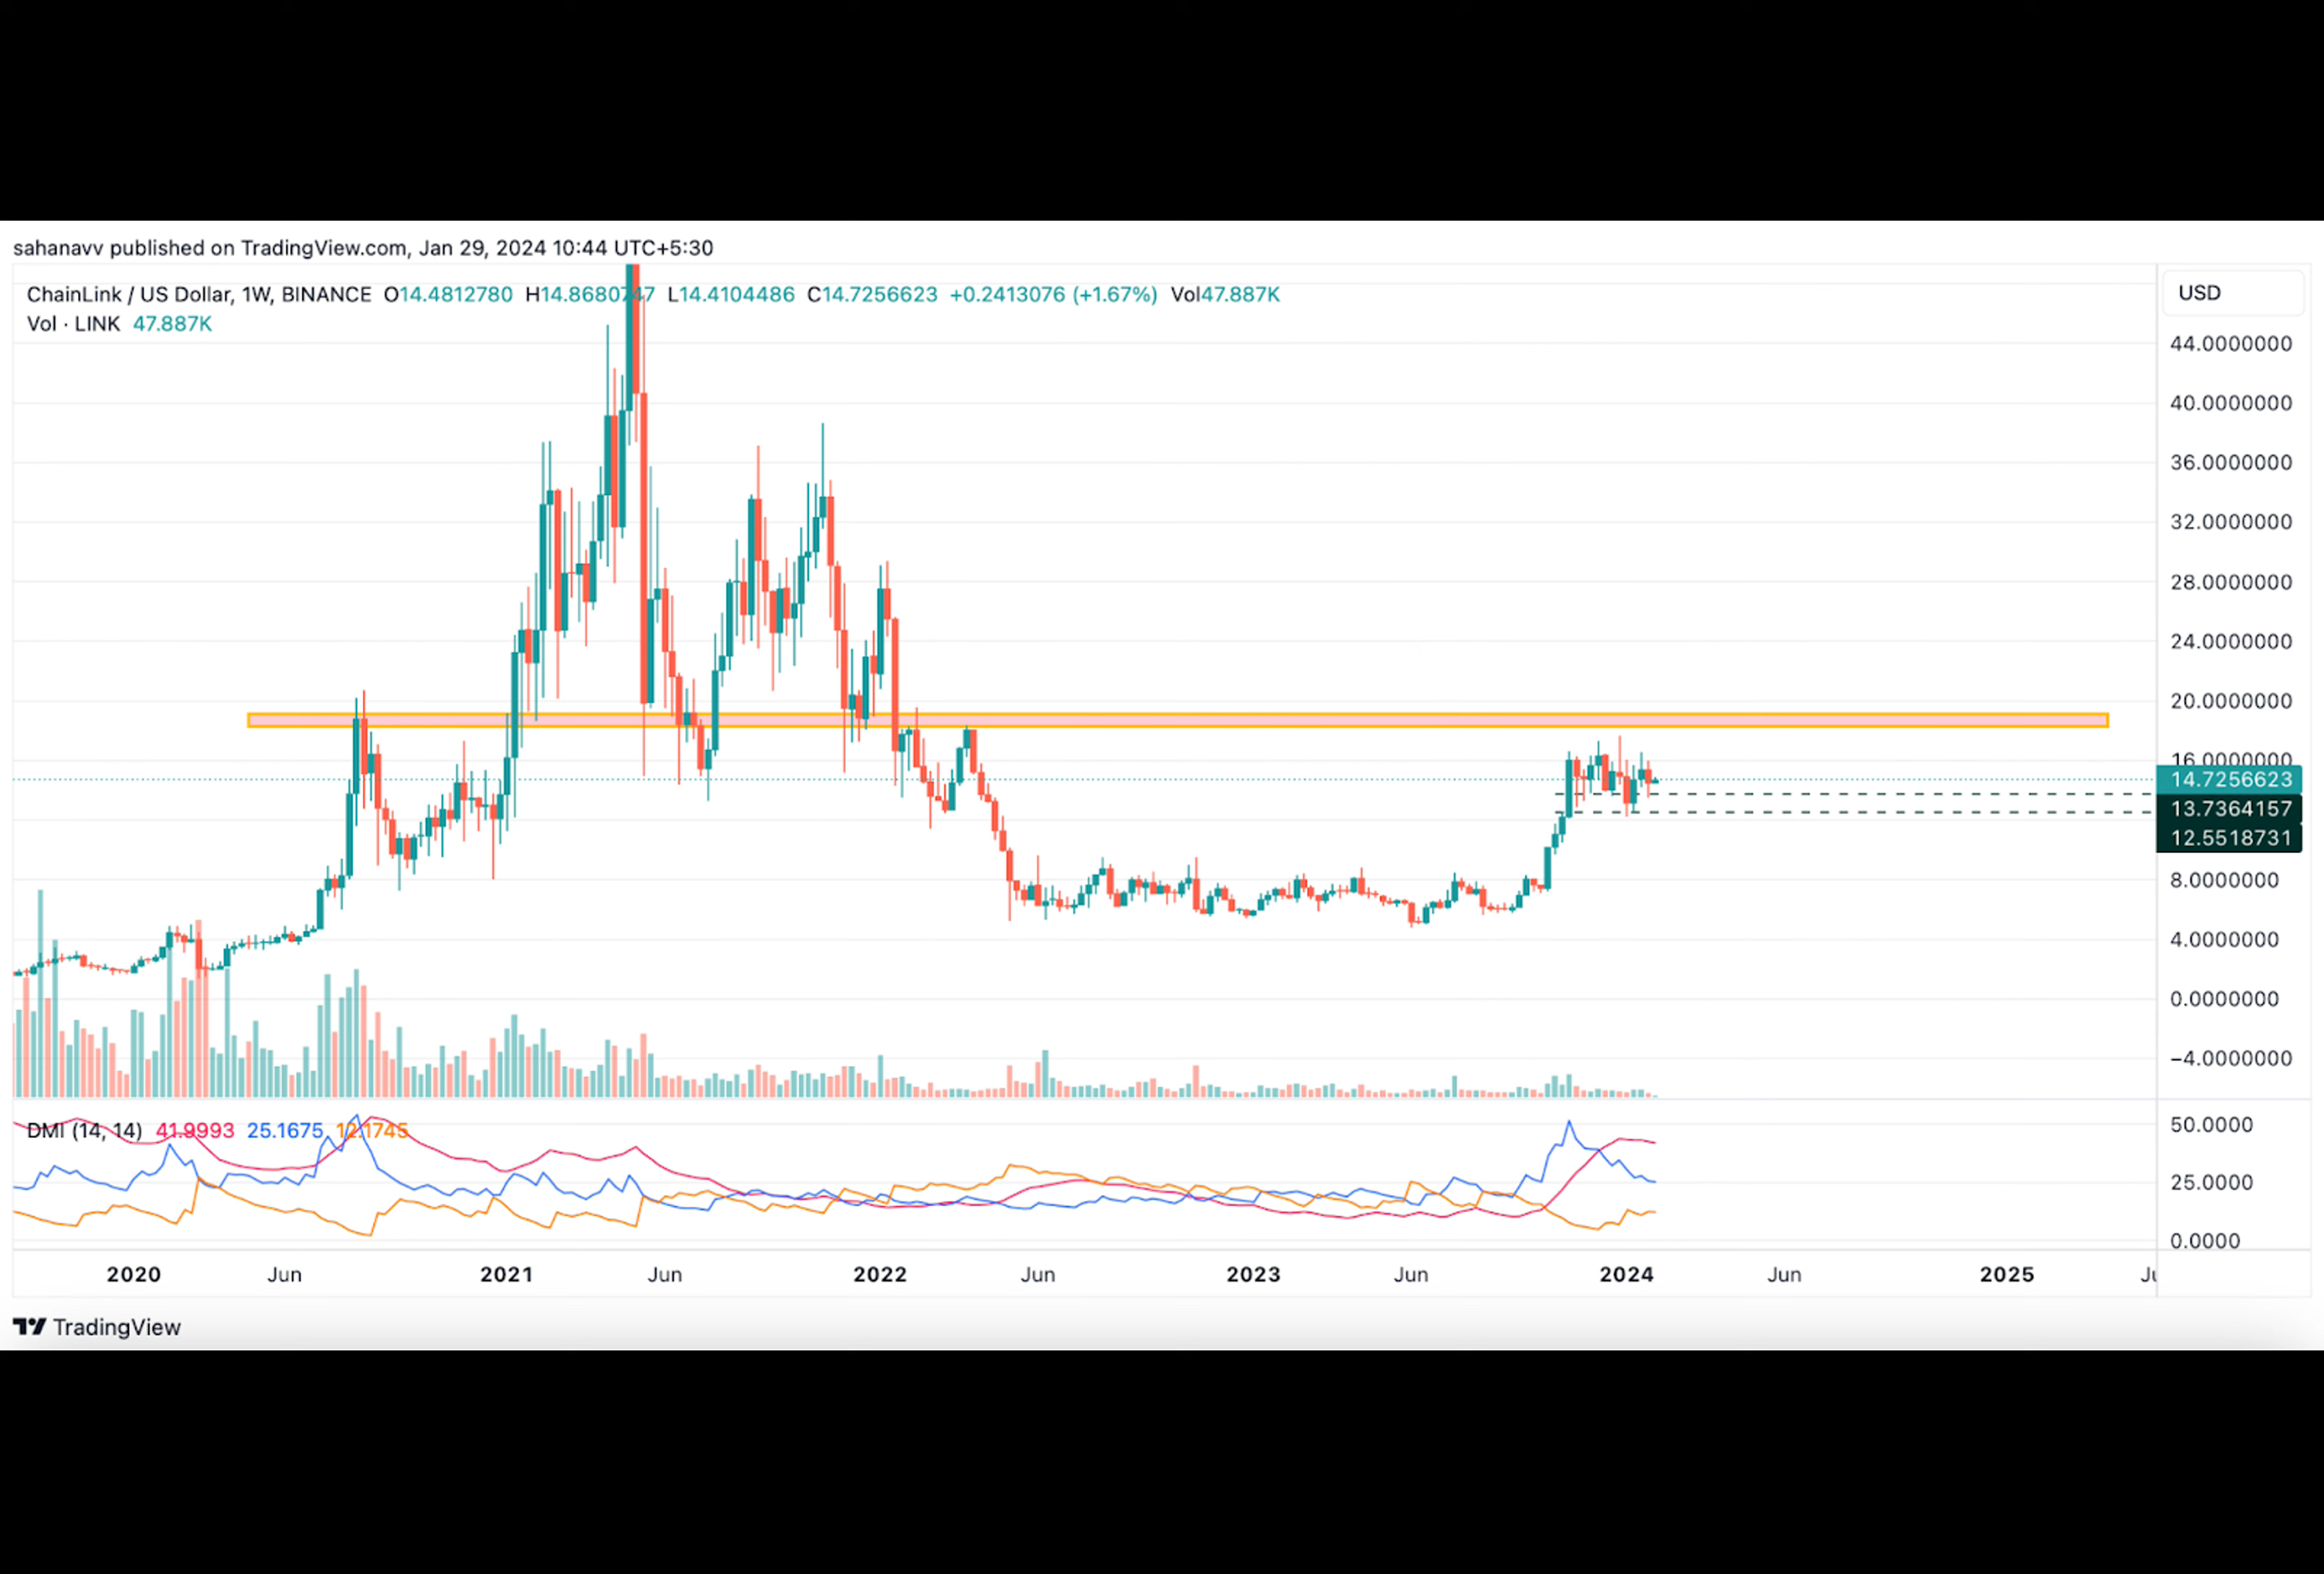 sahanavv published on TradingView.com, Jan 29, 2024 10:44 UTC+5:30
ChainLink / US Dollar, 1W, BINANCE O14.4812780 H14.8680747 L14.4104486 C14.7256623 +0.2413076 (+1.67%) Vol47.887K
Vol · LINK 47.887K
USD
44.0000000
40.0000000
36.0000000
32.0000000
28.0000000
24.0000000
20.0000000
16.0000000
14.7256623
13.7364157
12.5518731
8.0000000
4.0000000
0.0000000
−4.0000000
DMI (14, 14) 41.9993 25.1675 12.1745
50.0000
25.0000
0.0000
2020 Jun 2021 Jun 2022 Jun 2023 Jun 2024 Jun 2025
TradingView